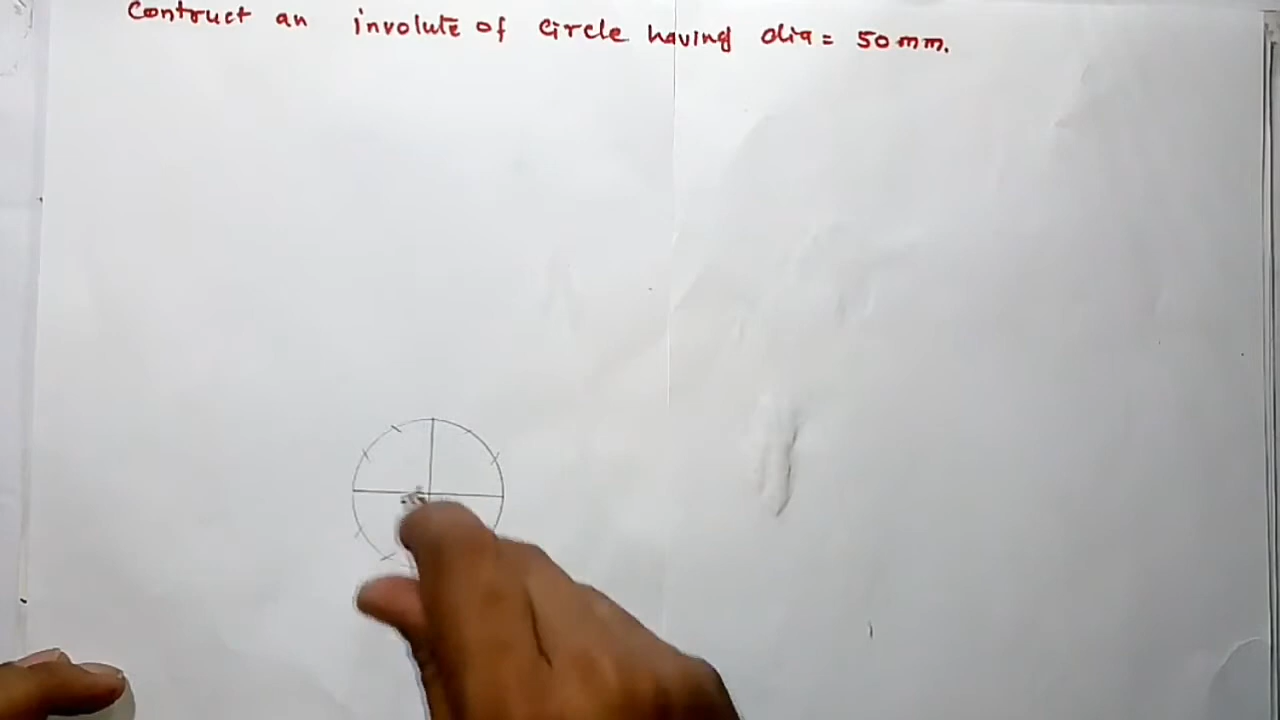 Contruct an involute of circle having dia = 50 mm.